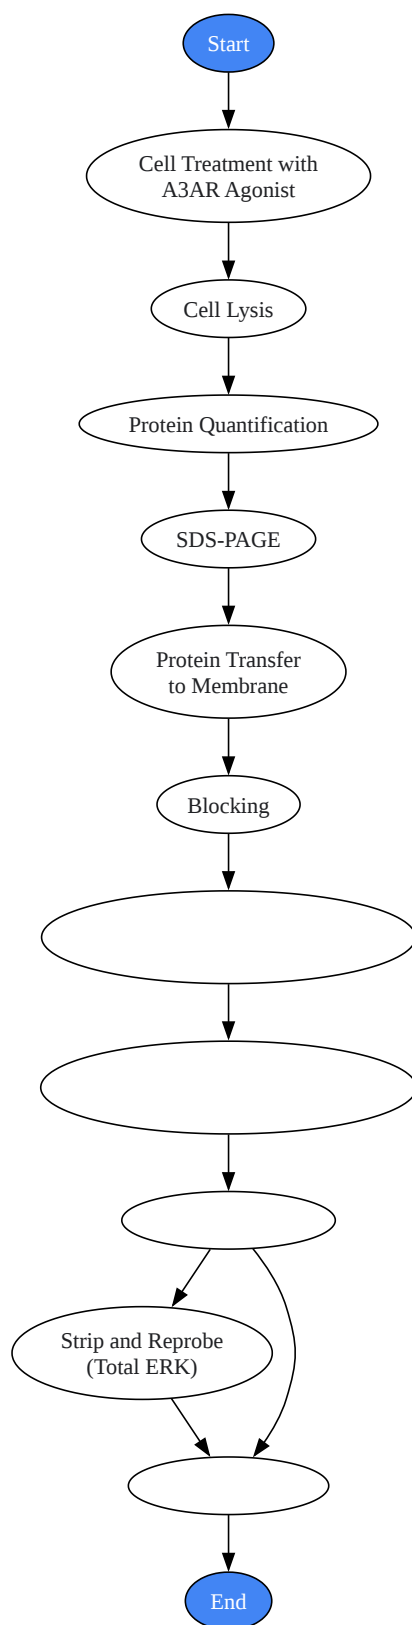 Start
Cell Treatment with
A3AR Agonist
Cell Lysis
Protein Quantification
SDS-PAGE
Protein Transfer
to Membrane
Blocking
Strip and Reprobe
(Total ERK)
End